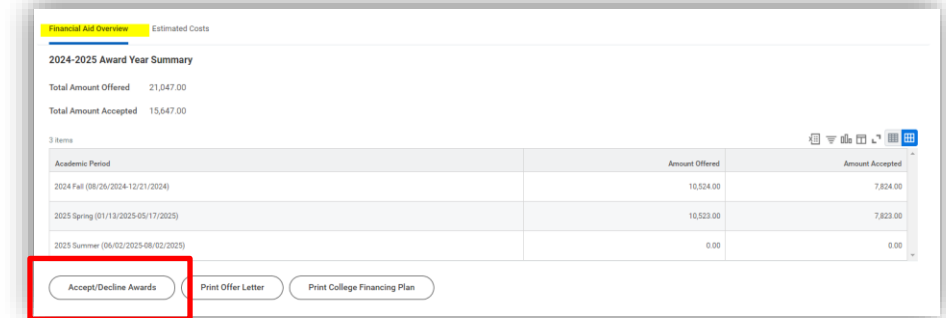 Financial Aid Overview Estimated Costs
2024-2025 Award Year Summary
Total Amount Offered 21,047.00
Total Amount Accepted 15,647.00
3 items
Academic Period Amount Offered Amount Accepted
2024 Fall (08/26/2024-12/21/2024) 10,524.00 7,824.00
2025 Spring (01/13/2025-05/17/2025) 10,523.00 7,823.00
2025 Summer (06/02/2025-08/02/2025) 0.00 0.00
Accept/Decline Awards Print Offer Letter Print College Financing Plan